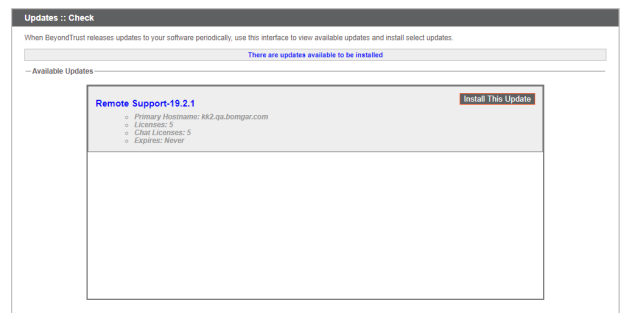 Updates :: Check
When BeyondTrust releases updates to your software periodically, use this interface to view available updates and install select updates.
There are updates available to be installed
Available Updates
Remote Support-19.2.1
Install This Update
Primary Hostname: kk2.qa.bomgar.com
Licenses: 5
Chat Licenses: 5
Expires: Never